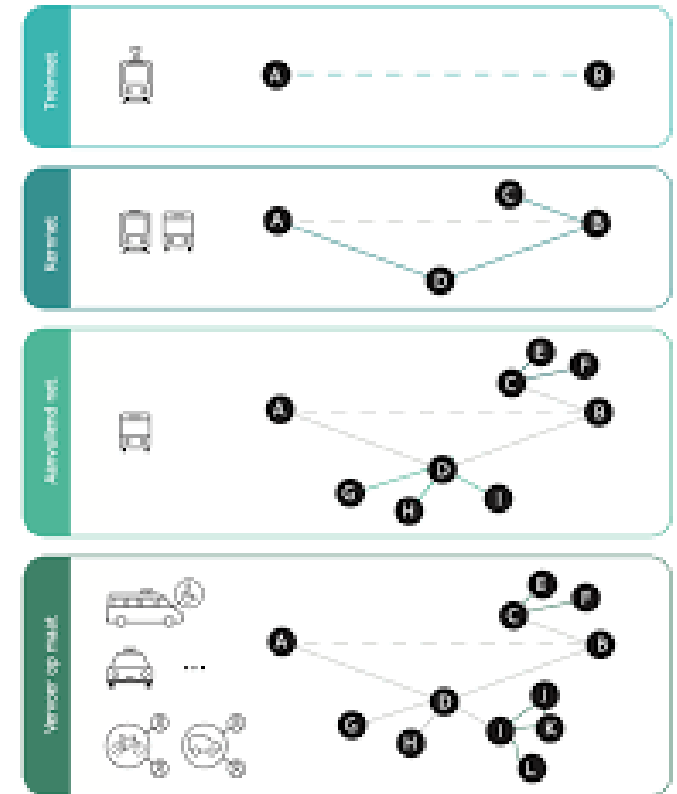 Treinnet
A
B
Kernnet
A
C
B
D
Aanvullend net
A
E
F
C
B
D
G
H
I
Vervoer op maat
...
A
E
F
C
B
D
G
H
I
J
K
L